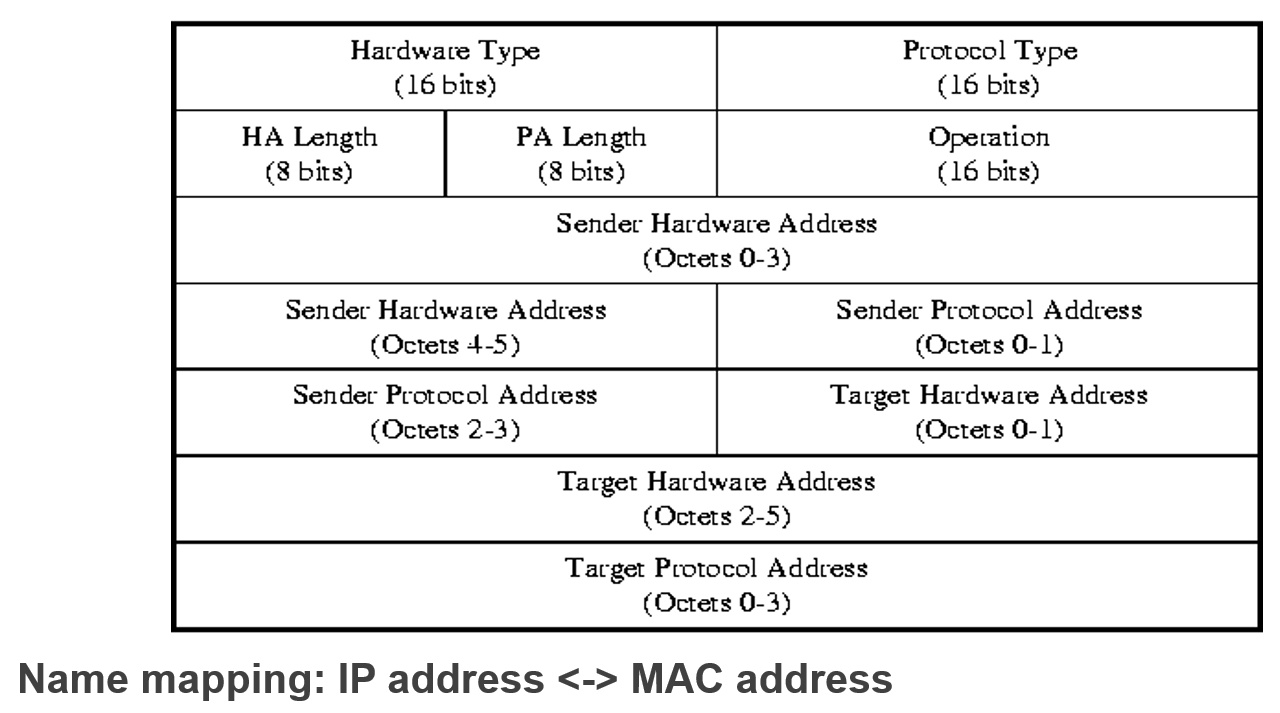 Hardware Type
(16 bits)
Protocol Type
(16 bits)
HA Length
(8 bits)
PA Length
(8 bits)
Operation
(16 bits)
Sender Hardware Address
(Octets 0-3)
Sender Hardware Address
(Octets 4-5)
Sender Protocol Address
(Octets 0-1)
Sender Protocol Address
(Octets 2-3)
Target Hardware Address
(Octets 0-1)
Target Hardware Address
(Octets 2-5)
Target Protocol Address
(Octets 0-3)
Name mapping: IP address <-> MAC address